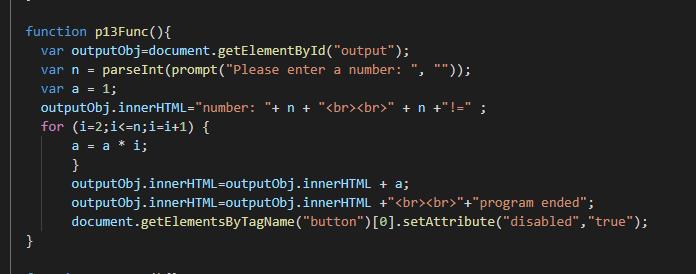 function p13Func(){
var outputObj=document.getElementById("output");
var n = parseInt(prompt("Please enter a number: ", ""));
var a = 1;
outputObj.innerHTML="number: "+ n + "<br><br>" + n +"!=" ;
for (i=2;i<=n;i=i+1) {
a = a * i;
}
outputObj.innerHTML=outputObj.innerHTML + a;
outputObj.innerHTML=outputObj.innerHTML +"<br><br>"+"program ended";
document.getElementsByTagName("button")[0].setAttribute("disabled","true");
}